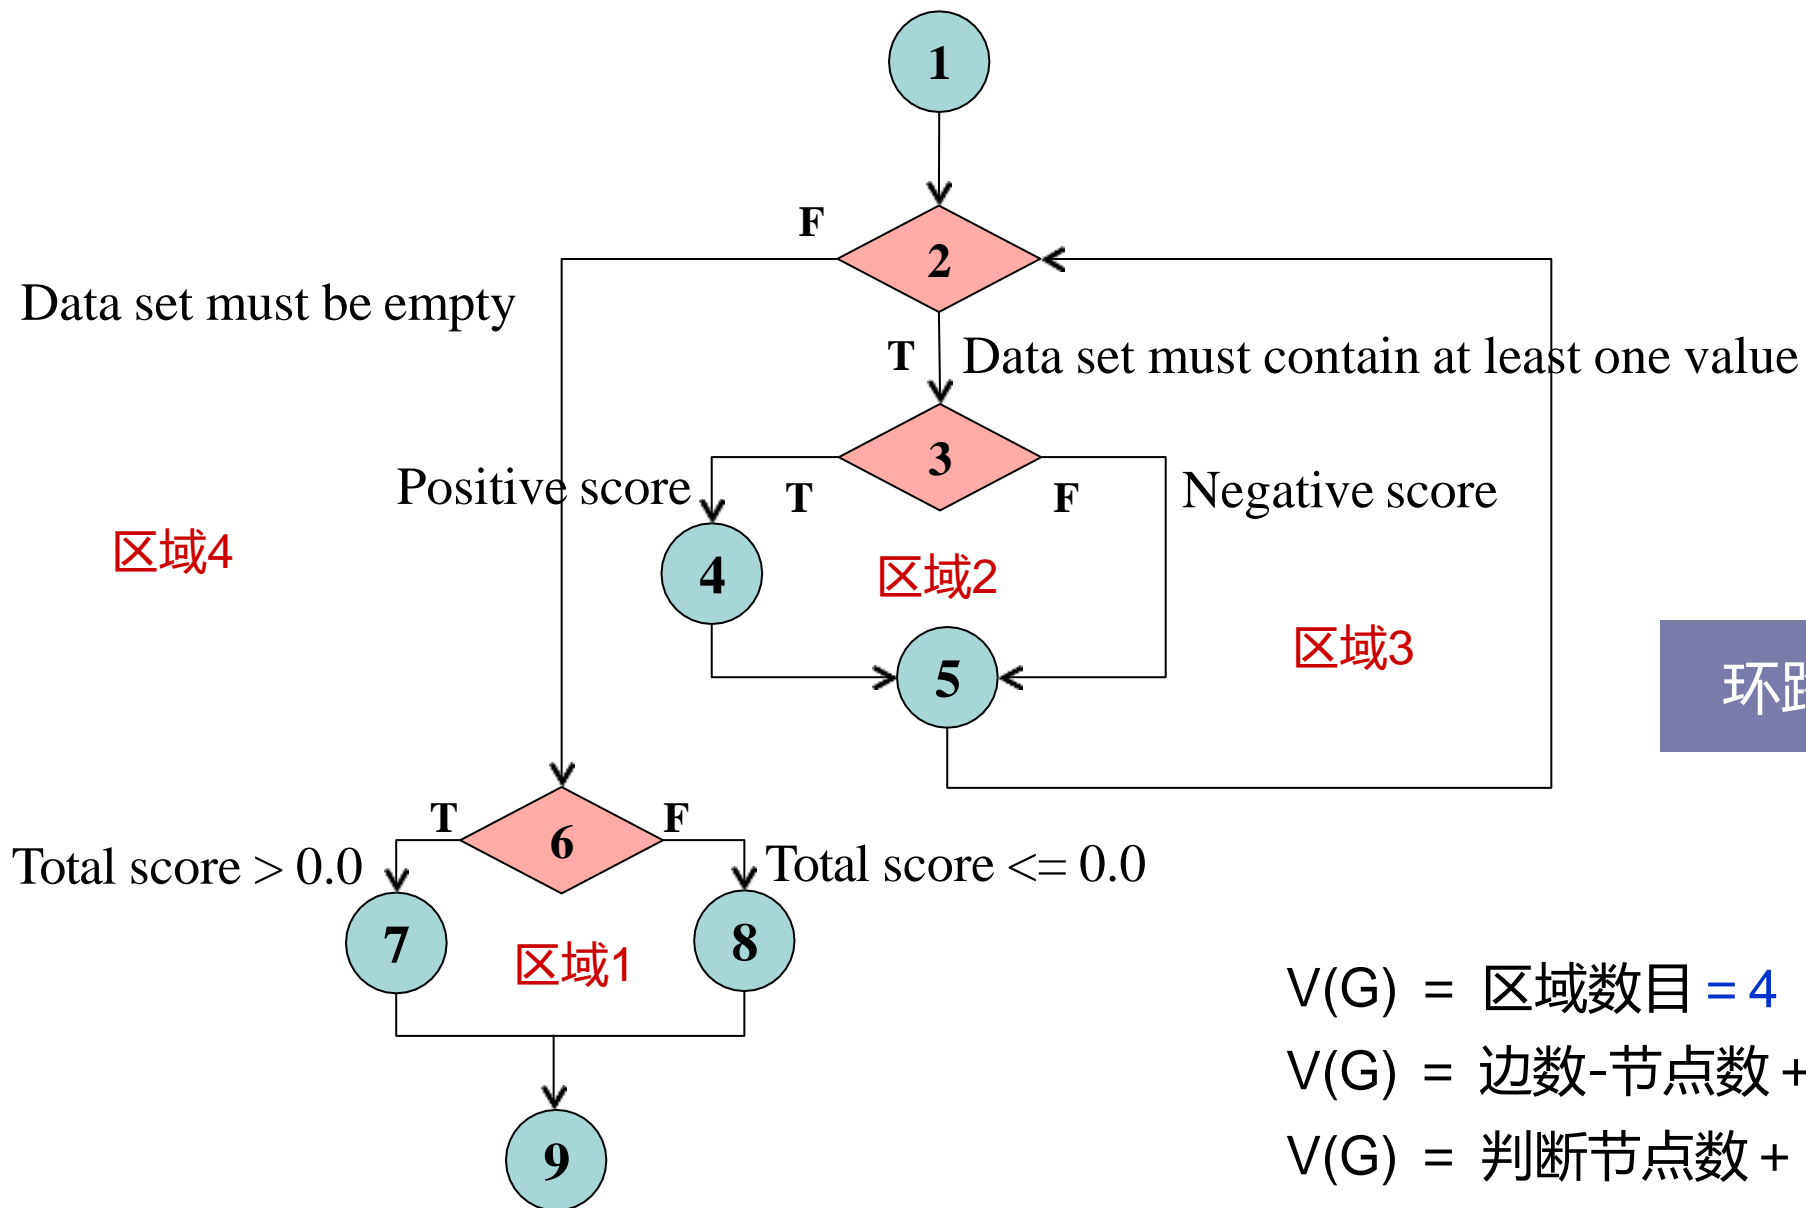 1
F
2
Data set must be empty
T Data set must contain at least one value
3
Positive score
T
F
Negative score
区域4
4
区域2
区域3
5
环
T
F
6
Total score > 0.0
Total score <= 0.0
7
8
区域1
V(G) = 区域数目 = 4
V(G) = 边数-节点数 +
V(G) = 判断节点数 +
9